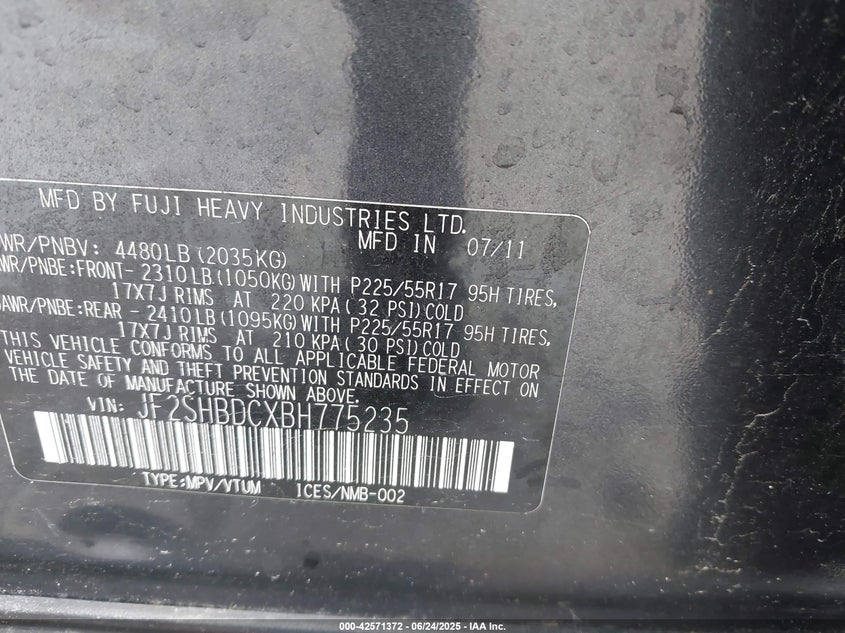 MFD BY FUJI HEAVY INDUSTRIES LTD.
MFD IN 07/11
WR/PNBV: 4480LB (2035KG)
WR/PNBE:FRONT- 2310LB (1050KG) WITH P225/55R17 95H TIRES,
17X7J RIMS AT 220 KPA ( 32 PSI) COLD
AWR/PNBE:REAR - 2410LB (1095KG) WITH P225/55R17 95H TIRES,
17X7J RIMS AT 210 KPA ( 30 PSI) COLD
THIS VEHICLE CONFORMS TO ALL APPLICABLE FEDERAL MOTOR
VEHICLE SAFETY AND THEFT PREVENTION STANDARDS IN EFFECT ON
THE DATE OF MANUFACTURE SHOWN ABOVE.
VIN: JF2SHBDCXBH775235
TYPE:MPV/VTUM ICES/NMB-002
000-42571372 - 06/24/2025 - IAA Inc.